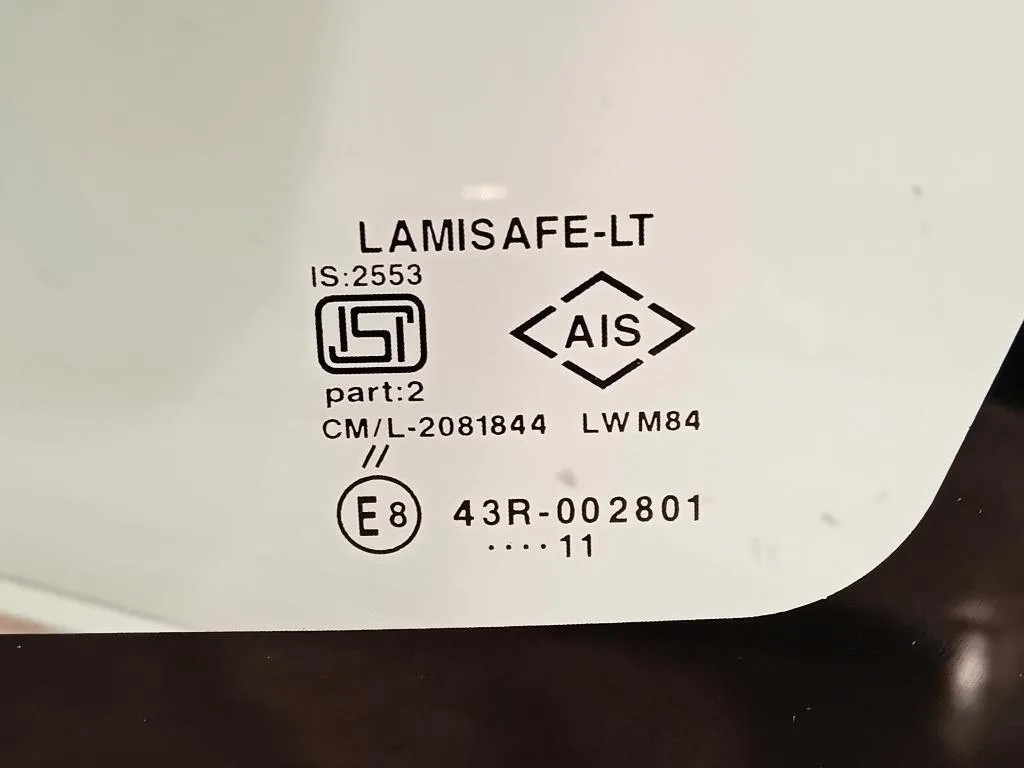 LAMISAFE-LT
IS:2553
ISI
AIS
part:2
CM/L-2081844 LWM84
//
E8 43R-002801
....11